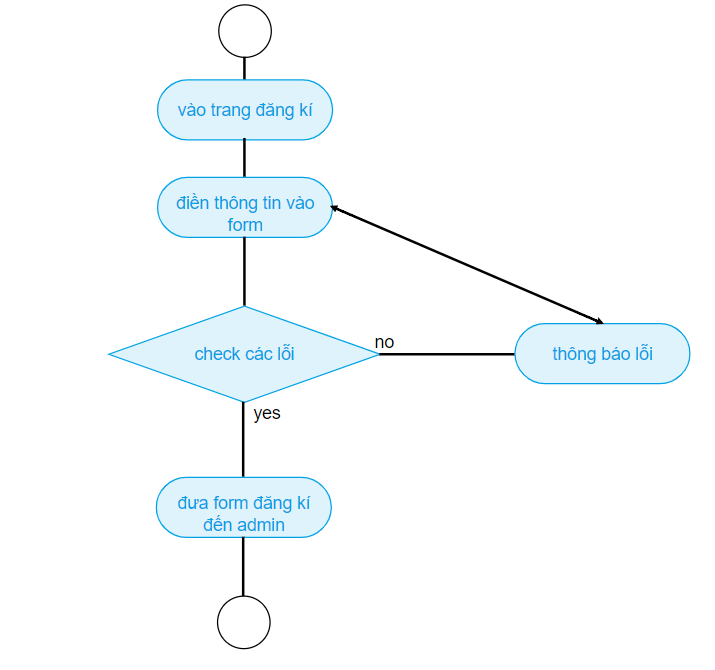 vào trang đăng kí
điền thông tin vào
form
check các lỗi
no
thông báo lỗi
yes
đưa form đăng kí
đến admin